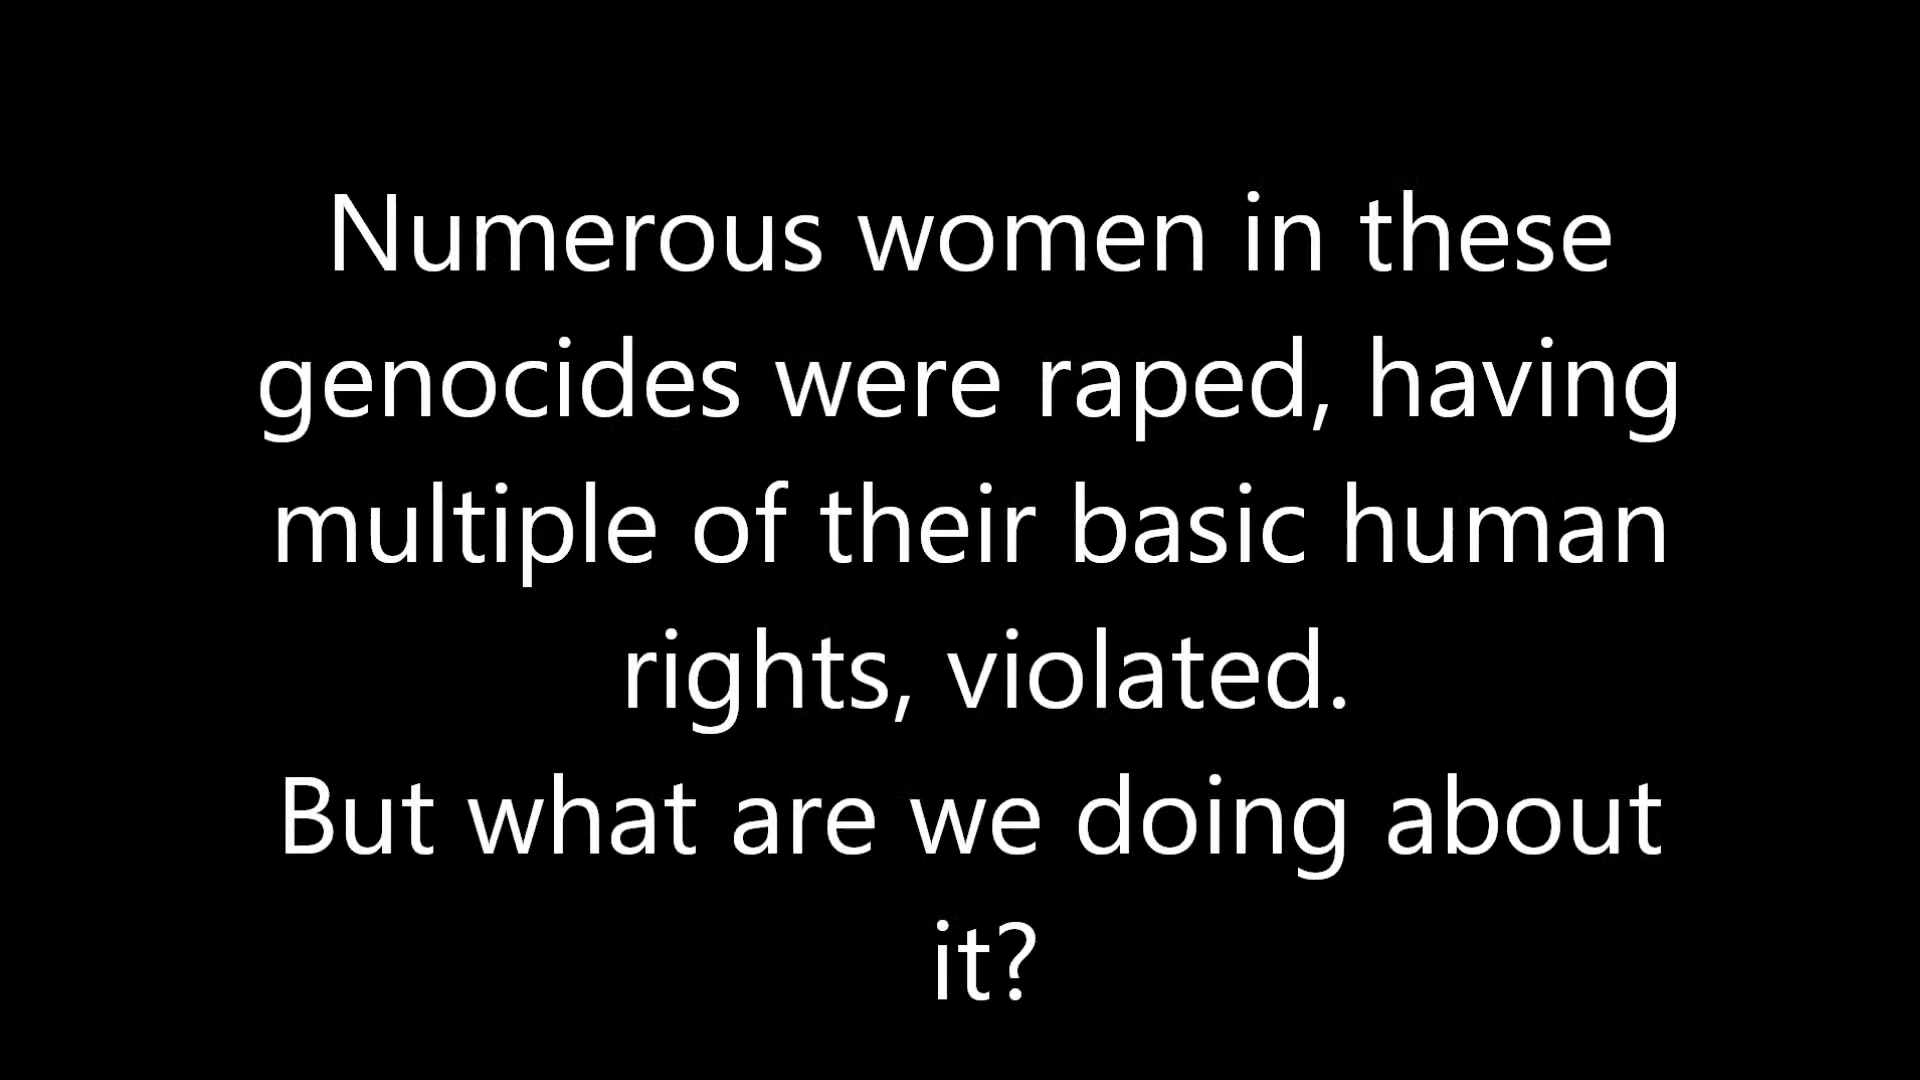 Numerous women in these
genocides were raped, having
multiple of their basic human
rights, violated.
But what are we doing about
it?